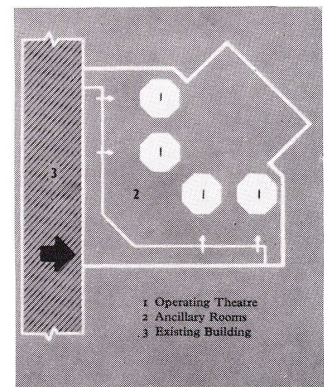 1
1
3
2
1
1
1 Operating Theatre
2 Ancillary Rooms
3 Existing Building